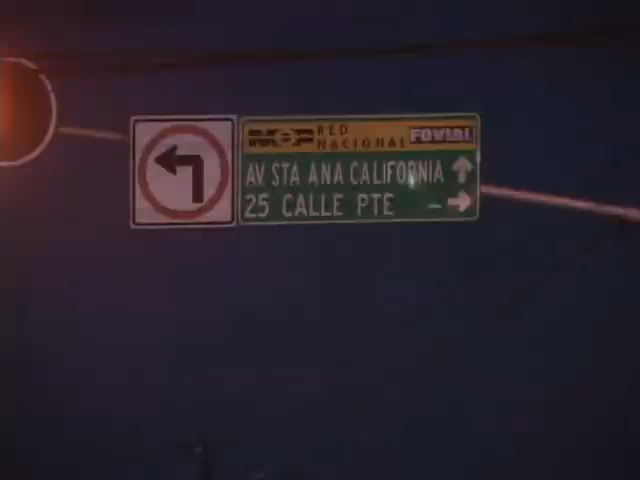 MOP RED NACIONAL FOVIAL
AV. STA ANA CALIFORNIA
25 CALLE PTE